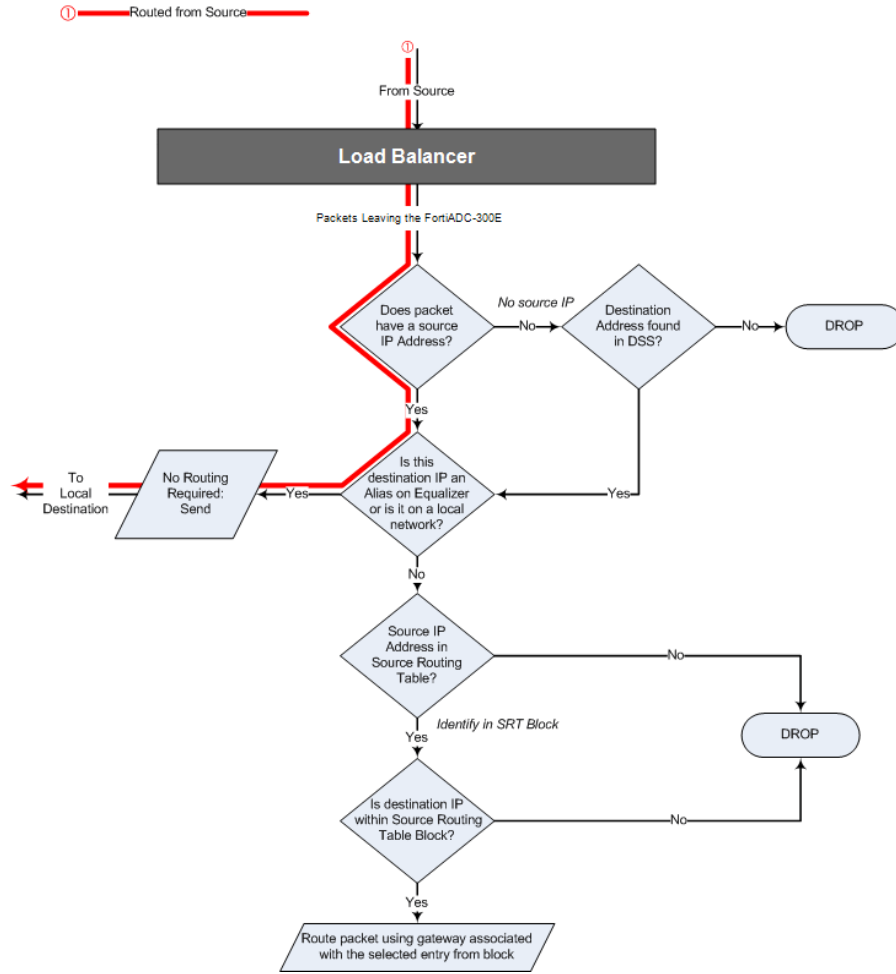 ① Routed from Source
①
From Source
Load Balancer
Packets Leaving the FortiADC-300E
Does packet
have a source
IP Address?
No source IP
No
Destination
Address found
in DSS?
No
DROP
Yes
Is this
destination IP an
Alias on Equalizer
or is it on a local
network?
Yes
Yes
No Routing
Required:
Send
To
Local
Destination
No
Source IP
Address in
Source Routing
Table?
No
Identify in SRT Block
Yes
DROP
Is destination IP
within Source Routing
Table Block?
No
Yes
Route packet using gateway associated
with the selected entry from block